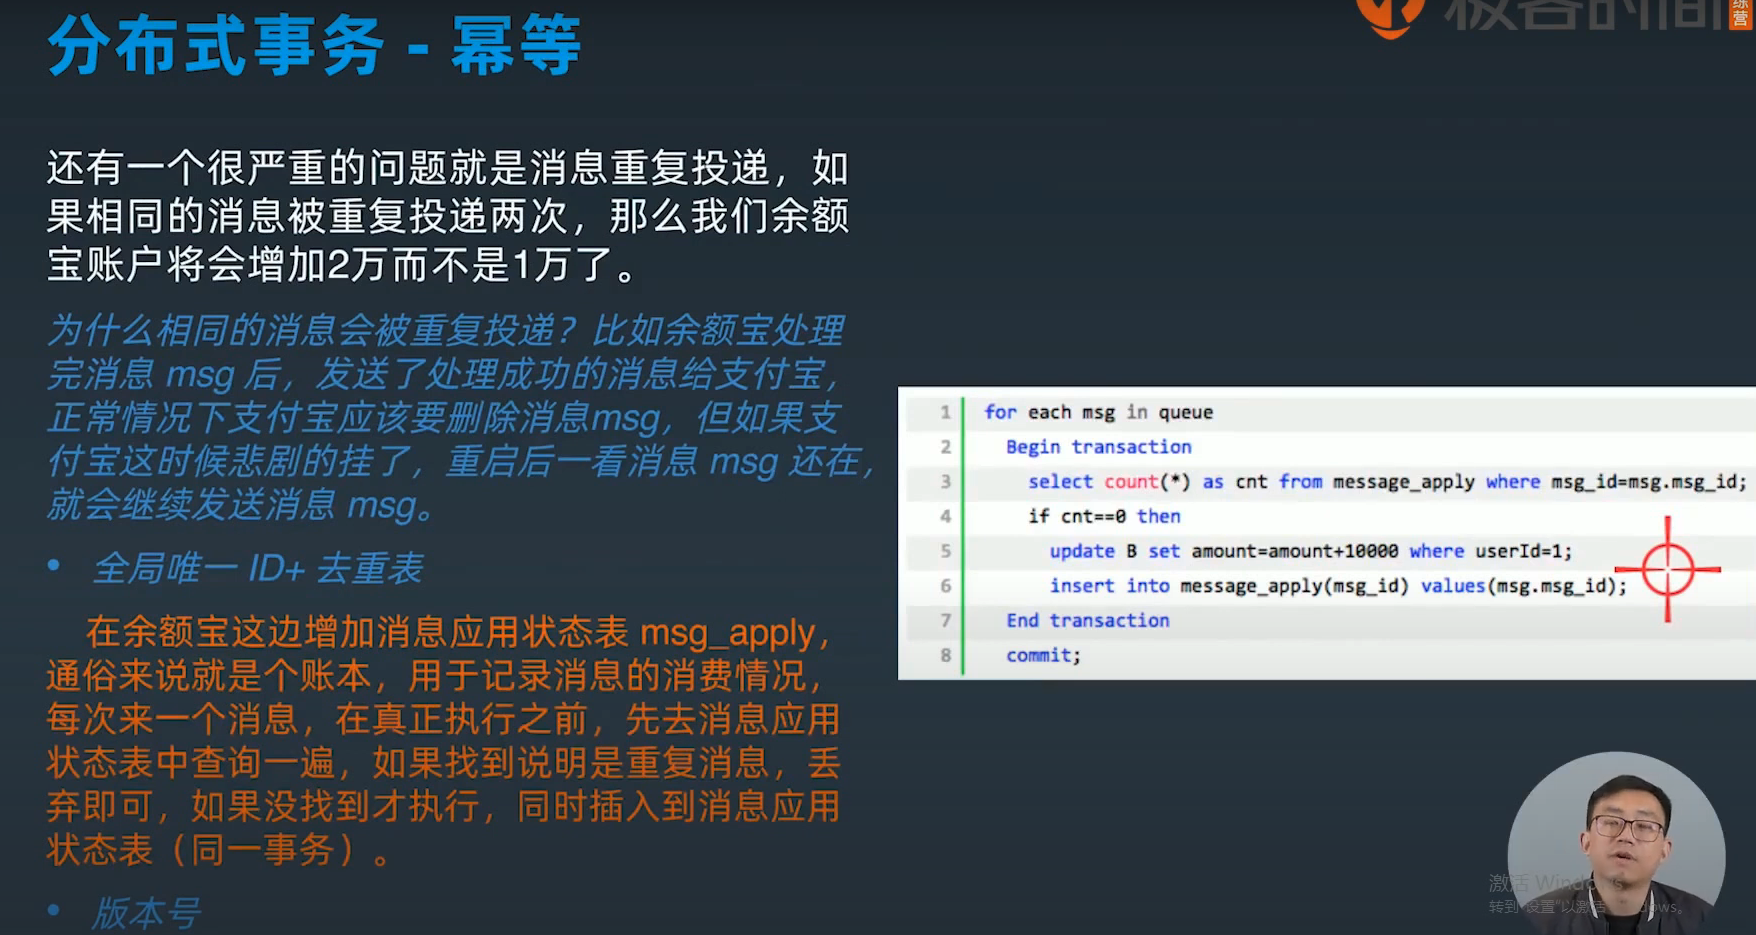 分布式事务 - 幂等
极客时间
还有一个很严重的问题就是消息重复投递，如
果相同的消息被重复投递两次，那么我们余额
宝账户将会增加2万而不是1万了。
为什么相同的消息会被重复投递？比如余额宝处理
完消息 msg 后，发送了处理成功的消息给支付宝，
正常情况下支付宝应该要删除消息msg，但如果支
付宝这时候悲剧的挂了，重启后一看消息 msg 还在，
就会继续发送消息 msg。
• 全局唯一 ID+ 去重表
在余额宝这边增加消息应用状态表 msg_apply，
通俗来说就是个账本，用于记录消息的消费情况，
每次来一个消息，在真正执行之前，先去消息应用
状态表中查询一遍，如果找到说明是重复消息，丢
弃即可，如果没找到才执行，同时插入到消息应用
状态表（同一事务）。
• 版本号
1 for each msg in queue
2 Begin transaction
3 select count(*) as cnt from message_apply where msg_id=msg.msg_id;
4 if cnt==0 then
5 update B set amount=amount+10000 where userId=1;
6 insert into message_apply(msg_id) values(msg.msg_id);
7 End transaction
8 commit;
激活 Windows
转到"设置"以激活 Windows。